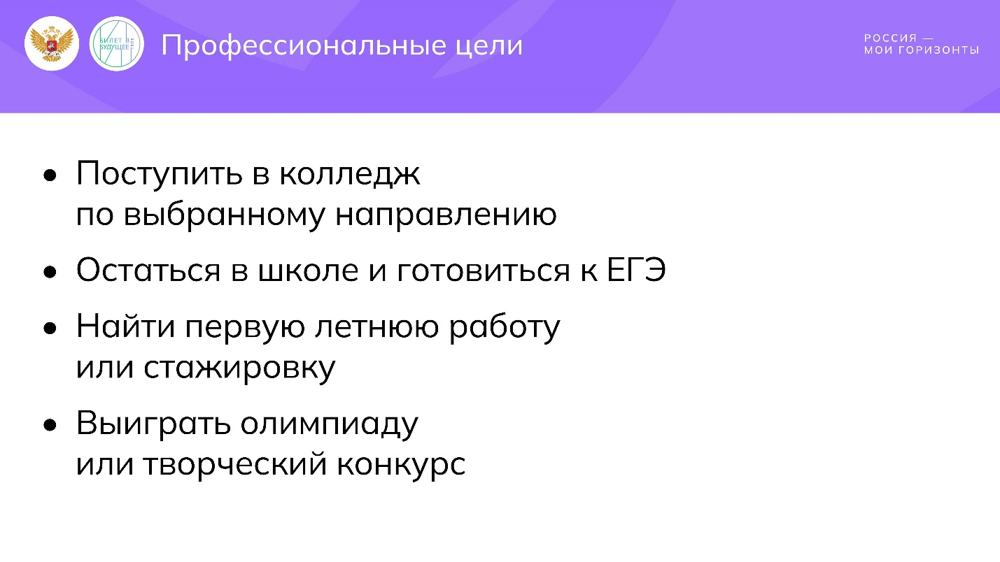 БИЛЕТ В
БУДУЩЕЕ
Профессиональные цели
РОССИЯ —
МОИ ГОРИЗОНТЫ
• Поступить в колледж
по выбранному направлению
• Остаться в школе и готовиться к ЕГЭ
• Найти первую летнюю работу
или стажировку
• Выиграть олимпиаду
или творческий конкурс